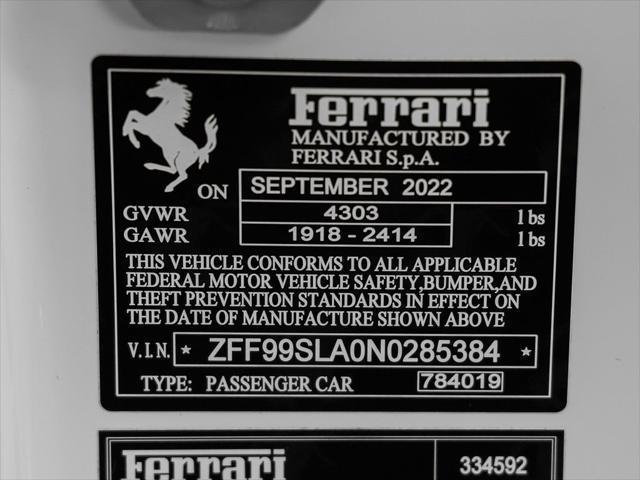 Ferrari
MANUFACTURED BY
FERRARI S.p.A.
ON SEPTEMBER 2022
GVWR 4303 lbs
GAWR 1918 - 2414 lbs
THIS VEHICLE CONFORMS TO ALL APPLICABLE
FEDERAL MOTOR VEHICLE SAFETY,BUMPER,AND
THEFT PREVENTION STANDARDS IN EFFECT ON
THE DATE OF MANUFACTURE SHOWN ABOVE
V.I.N. * ZFF99SLA0N0285384 *
TYPE: PASSENGER CAR 784019
Ferrari 334592